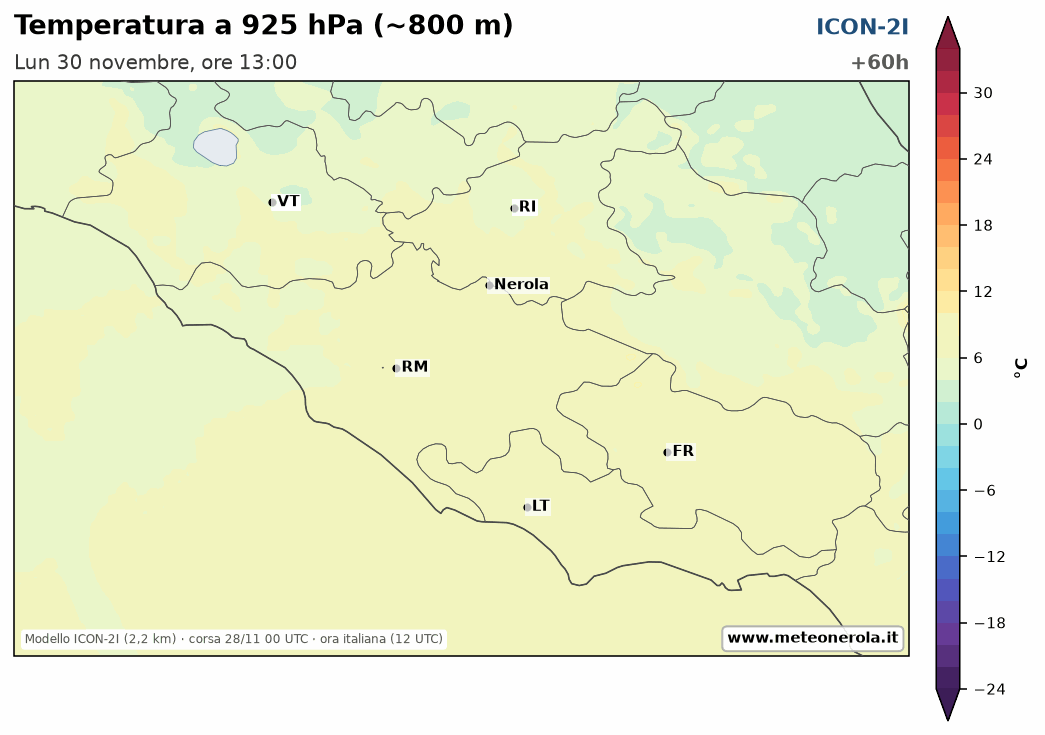 Temperatura a 925 hPa (~800 m)
ICON-2I
Lun 30 novembre, ore 13:00
+60h
VT
RI
Nerola
RM
FR
LT
Modello ICON-2I (2,2 km) · corsa 28/11 00 UTC · ora italiana (12 UTC)
www.meteonerola.it
30
24
18
12
6
0
−6
−12
−18
−24
°C